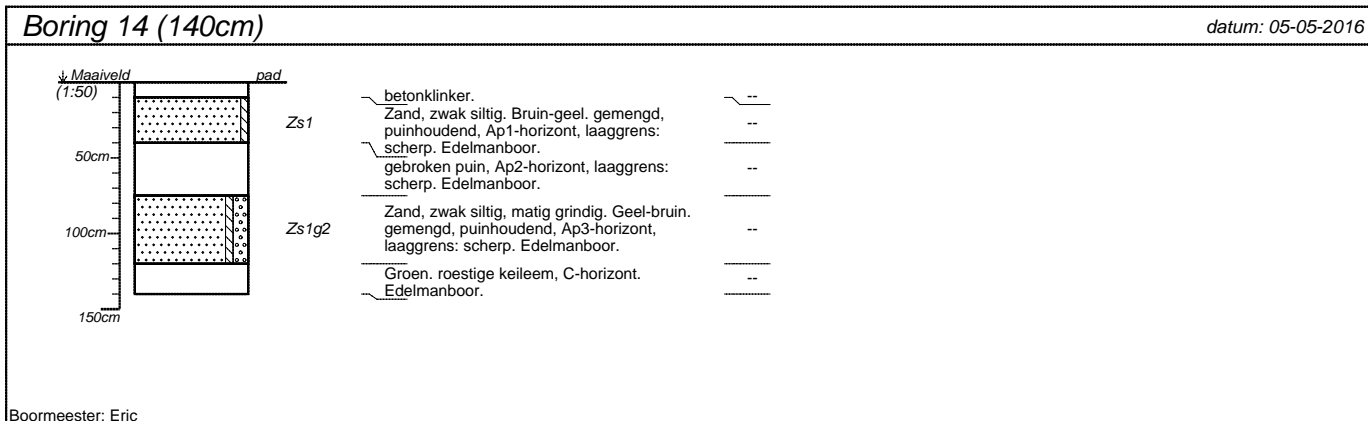 Boring 14 (140cm)
datum: 05-05-2016
Maaiveld
pad
(1:50)
betonklinker.
--
Zs1
Zand, zwak siltig. Bruin-geel. gemengd,
puinhoudend, Ap1-horizont, laaggrens:
scherp. Edelmanboor.
--
50cm
gebroken puin, Ap2-horizont, laaggrens:
scherp. Edelmanboor.
--
100cm
Zs1g2
Zand, zwak siltig, matig grindig. Geel-bruin.
gemengd, puinhoudend, Ap3-horizont,
laaggrens: scherp. Edelmanboor.
--
Groen. roestige keileem, C-horizont.
Edelmanboor.
--
150cm
Boormeester: Eric